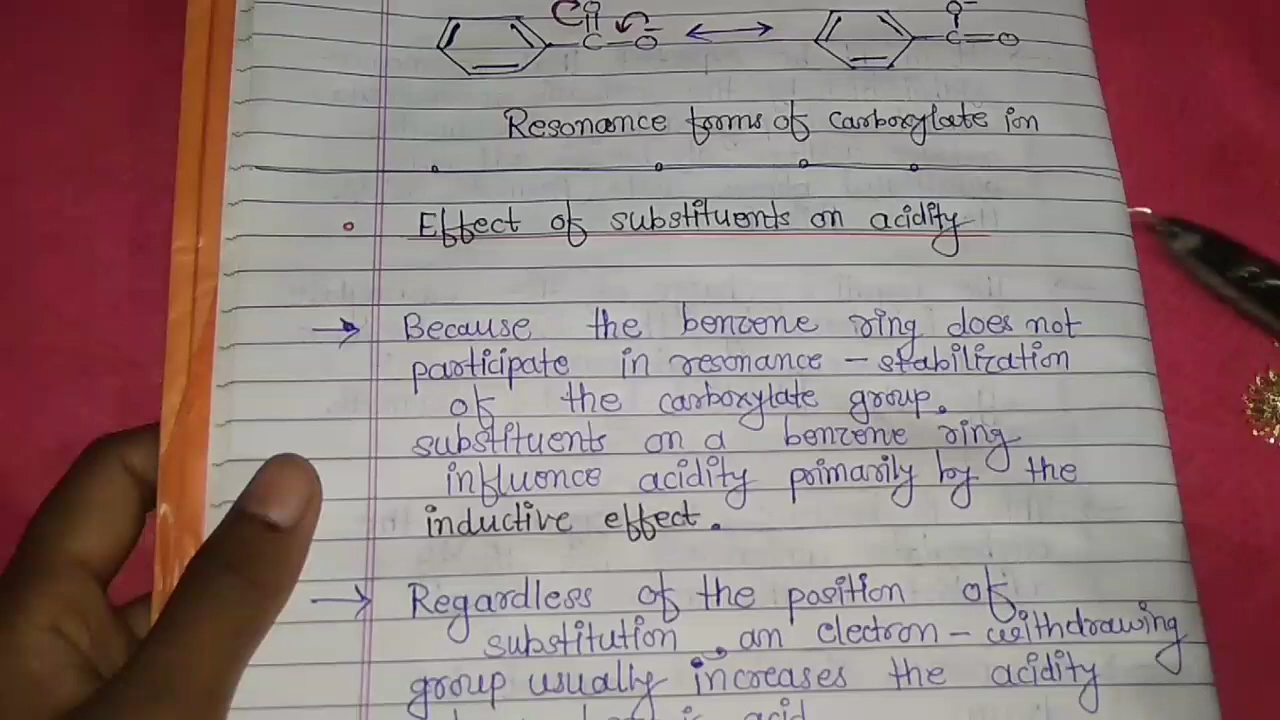 O C O ⟷ O⁻ C O
Resonance forms of carboxylate ion
Effect of substituents on acidity
→ Because the benzene ring does not
participate in resonance - stabilization
of the carboxylate group.
substituents on a benzene ring
influence acidity primarily by the
inductive effect.
→ Regardless of the position of
substitution, an electron - withdrawing
group usually increases the acidity
acid